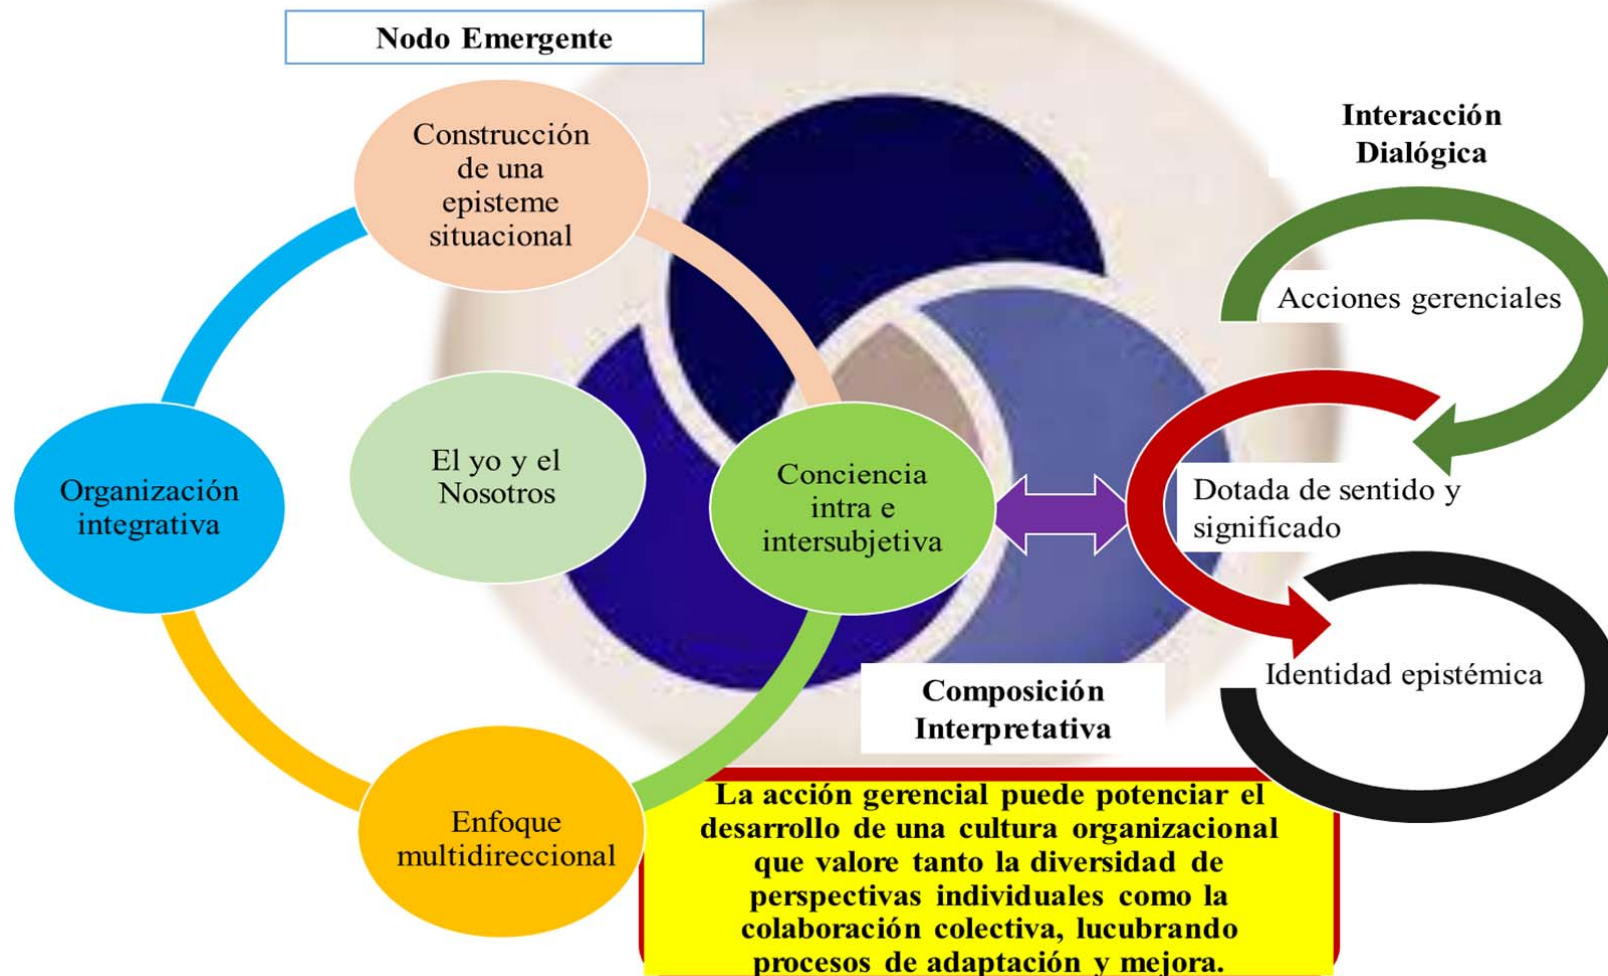 Nodo Emergente
Construcción
de una
episteme
situacional
Organización
integrativa
El yo y el
Nosotros
Conciencia
intra e
intersubjetiva
Enfoque
multidireccional
Interacción
Dialógica
Acciones gerenciales
Dotada de sentido y
significado
Identidad epistémica
Composición
Interpretativa
La acción gerencial puede potenciar el
desarrollo de una cultura organizacional
que valore tanto la diversidad de
perspectivas individuales como la
colaboración colectiva, lucubrando
procesos de adaptación y mejora.